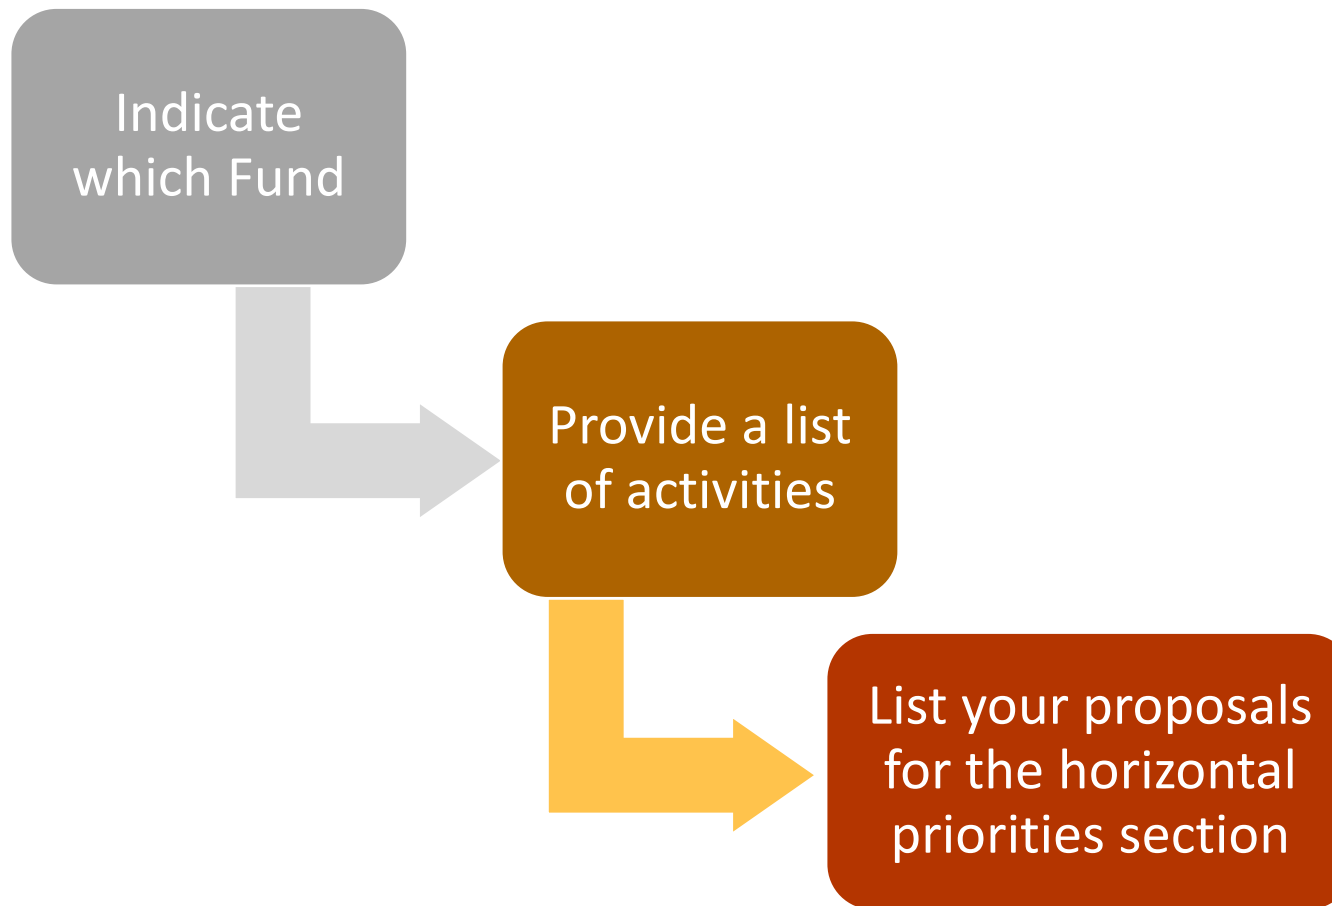 Indicate
which Fund
Provide a list
of activities
List your proposals
for the horizontal
priorities section